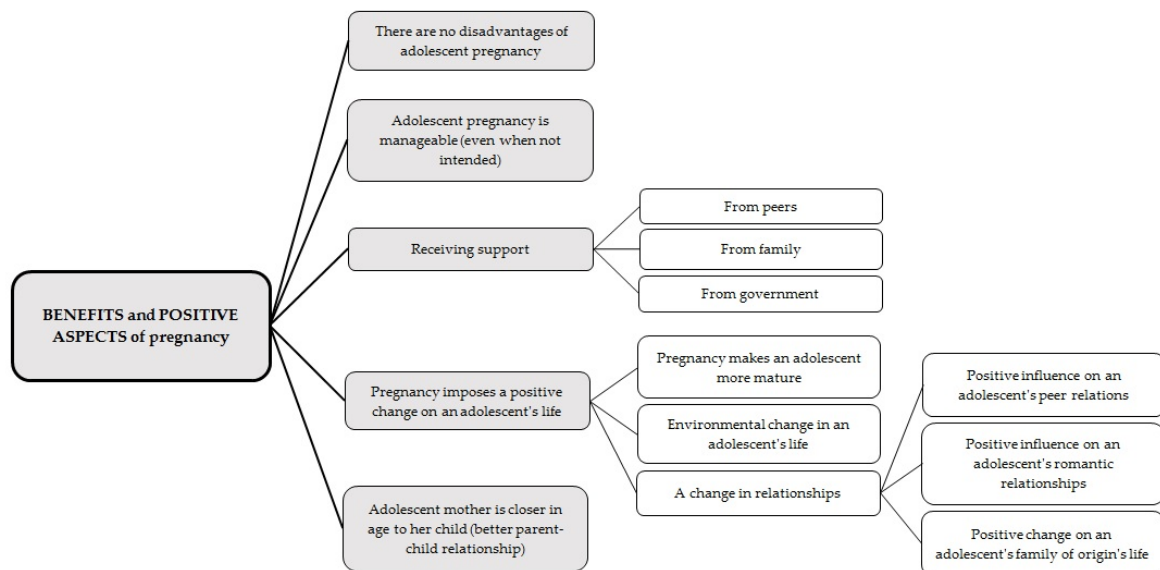 There are no disadvantages of
adolescent pregnancy
Adolescent pregnancy is
manageable (even when not
intended)
From peers
Receiving support
From family
From government
BENEFITS and POSITIVE
ASPECTS of pregnancy
Pregnancy makes an adolescent
more mature
Pregnancy imposes a positive
change on an adolescent's life
Environmental change in an
adolescent's life
A change in relationships
Positive influence on an
adolescent's peer relations
Positive influence on an
adolescent's romantic
relationships
Positive change on an
adolescent's family of origin's life
Adolescent mother is closer in
age to her child (better parent-
child relationship)